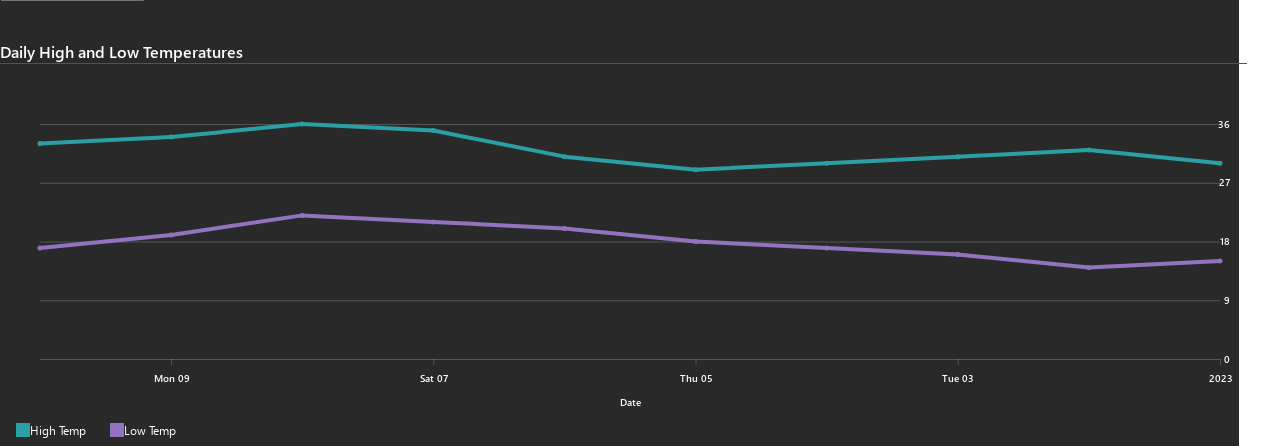 Daily High and Low Temperatures
36
27
18
9
0
Mon 09 Sat 07 Thu 05 Tue 03 2023
Date
High Temp Low Temp